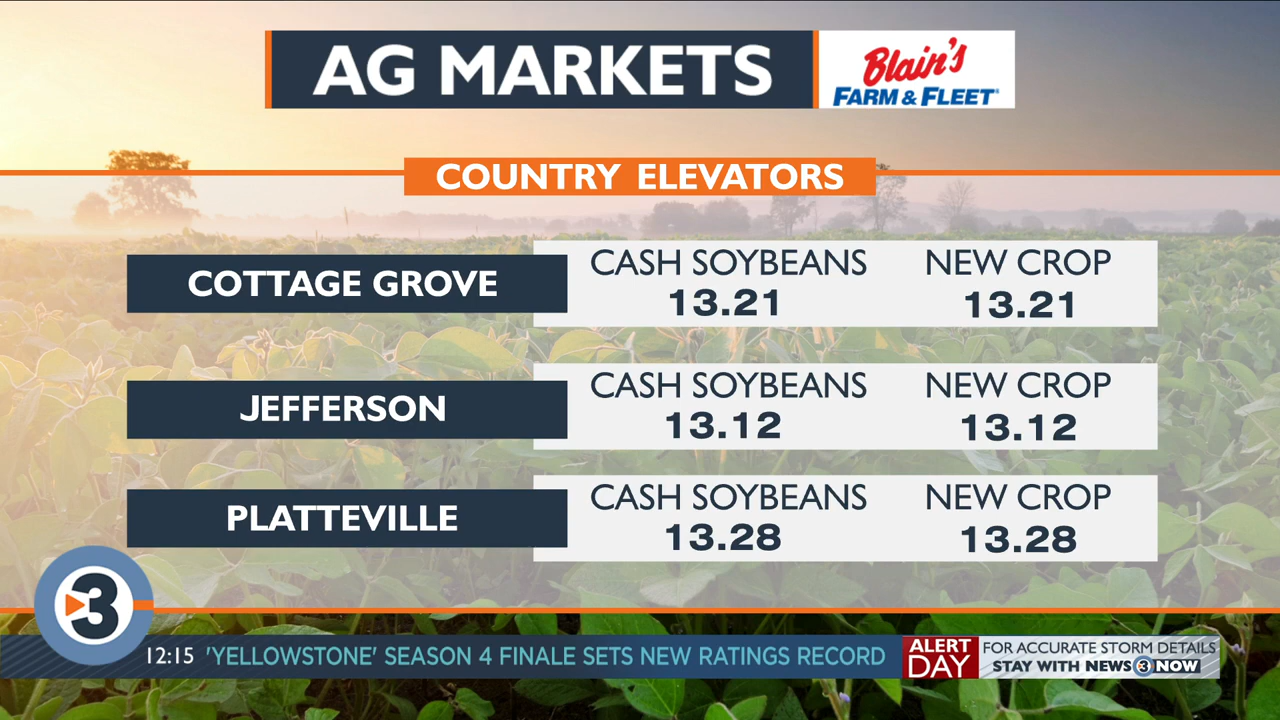 AG MARKETS
Blain's
FARM & FLEET
COUNTRY ELEVATORS
COTTAGE GROVE
CASH SOYBEANS
13.21
NEW CROP
13.21
JEFFERSON
CASH SOYBEANS
13.12
NEW CROP
13.12
PLATTEVILLE
CASH SOYBEANS
13.28
NEW CROP
13.28
3
12:15 'YELLOWSTONE' SEASON 4 FINALE SETS NEW RATINGS RECORD
ALERT
DAY
FOR ACCURATE STORM DETAILS
STAY WITH NEWS 3 NOW